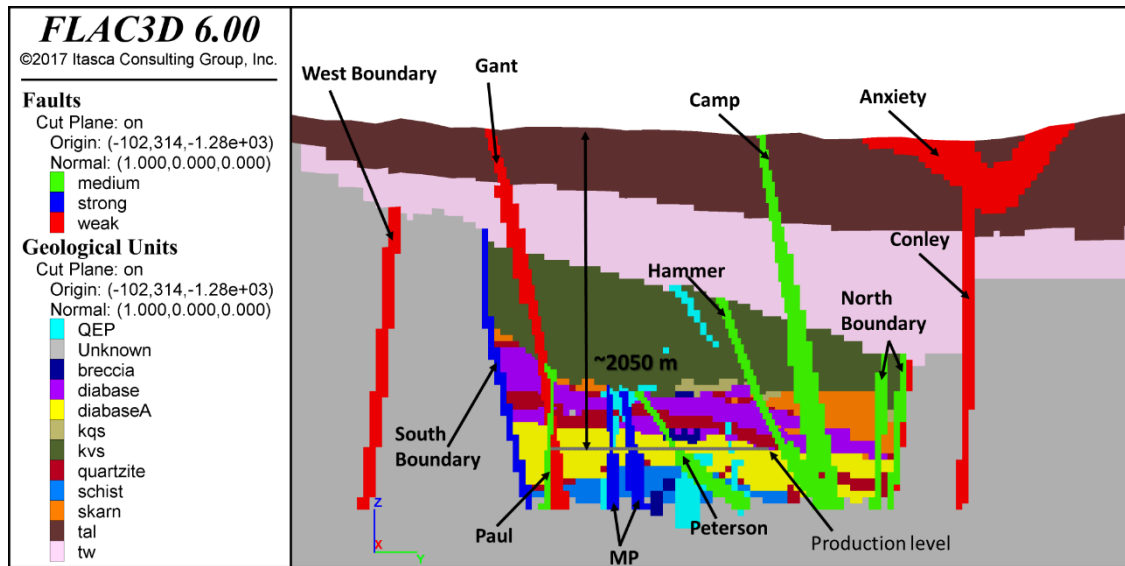 FLAC3D 6.00
©2017 Itasca Consulting Group, Inc.
Faults
Cut Plane: on
Origin: (-102,314,-1.28e+03)
Normal: (1.000,0.000,0.000)
medium
strong
weak
Geological Units
Cut Plane: on
Origin: (-102,314,-1.28e+03)
Normal: (1.000,0.000,0.000)
QEP
Unknown
breccia
diabase
diabaseA
kqs
kvs
quartzite
schist
skarn
tal
tw
West Boundary
Gant
Camp
Anxiety
Hammer
Conley
North
Boundary
~2050 m
South
Boundary
Paul
MP
Peterson
Production level
Z
X
Y